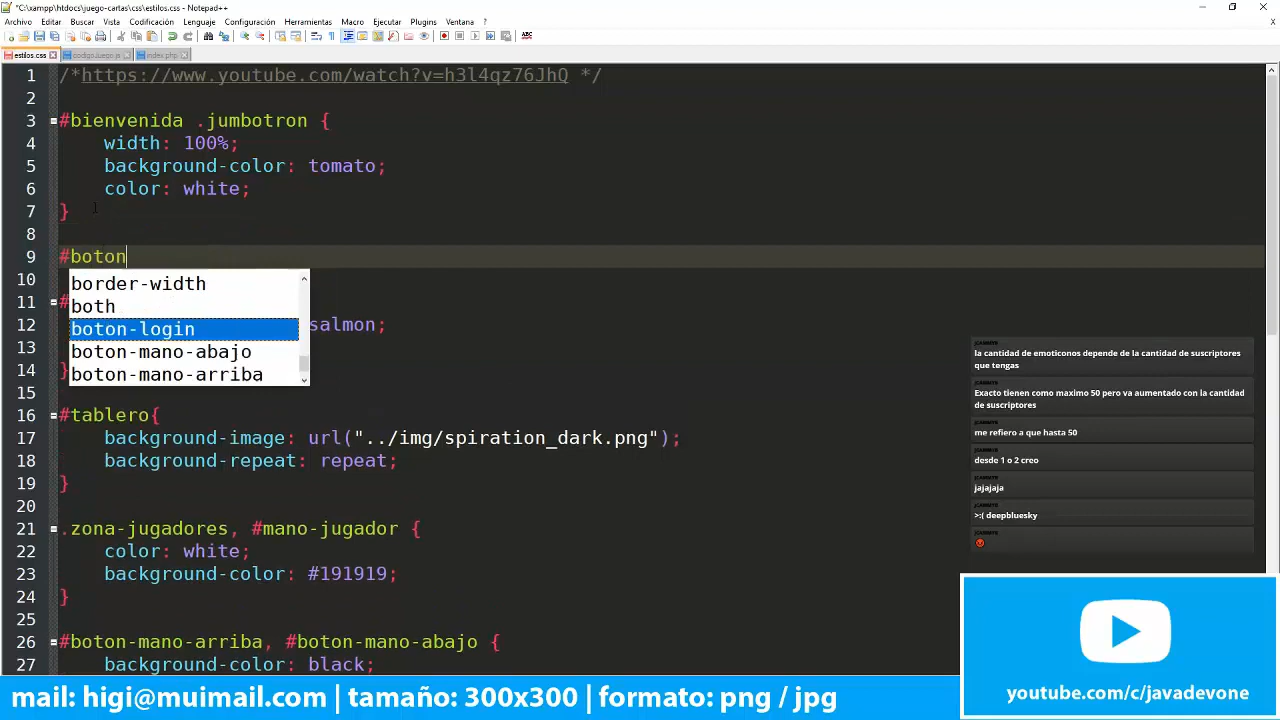 *C:\xampp\htdocs\juego-cartas\css\estilos.css - Notepad++
Archivo Editar Buscar Vista Codificación Lenguaje Configuración Herramientas Macro Ejecutar Plugins Ventana ?
estilos.css codigoJuego.js index.php
1 /*https://www.youtube.com/watch?v=h3l4qz76JhQ */
2
3 #bienvenida .jumbotron {
4 width: 100%;
5 background-color: tomato;
6 color: white;
7 }
8
9 #boton
10 border-width
both
11 #
boton-login
12 salmon;
boton-mano-abajo
13
boton-mano-arriba
14 }
15
16 #tablero{
17 background-image: url("../img/spiration_dark.png");
18 background-repeat: repeat;
19 }
20
21 .zona-jugadores, #mano-jugador {
22 color: white;
23 background-color: #191919;
24 }
25
26 #boton-mano-arriba, #boton-mano-abajo {
27 background-color: black;
la cantidad de emoticonos depende de la cantidad de suscriptores
que tengas
Exacto tienen como maximo 50 pero va aumentado con la cantidad
de suscriptores
me refiero a que hasta 50
desde 1 o 2 creo
jajajaja
>:( deepbluesky
mail: higi@muimail.com | tamaño: 300x300 | formato: png / jpg
youtube.com/c/javadevone